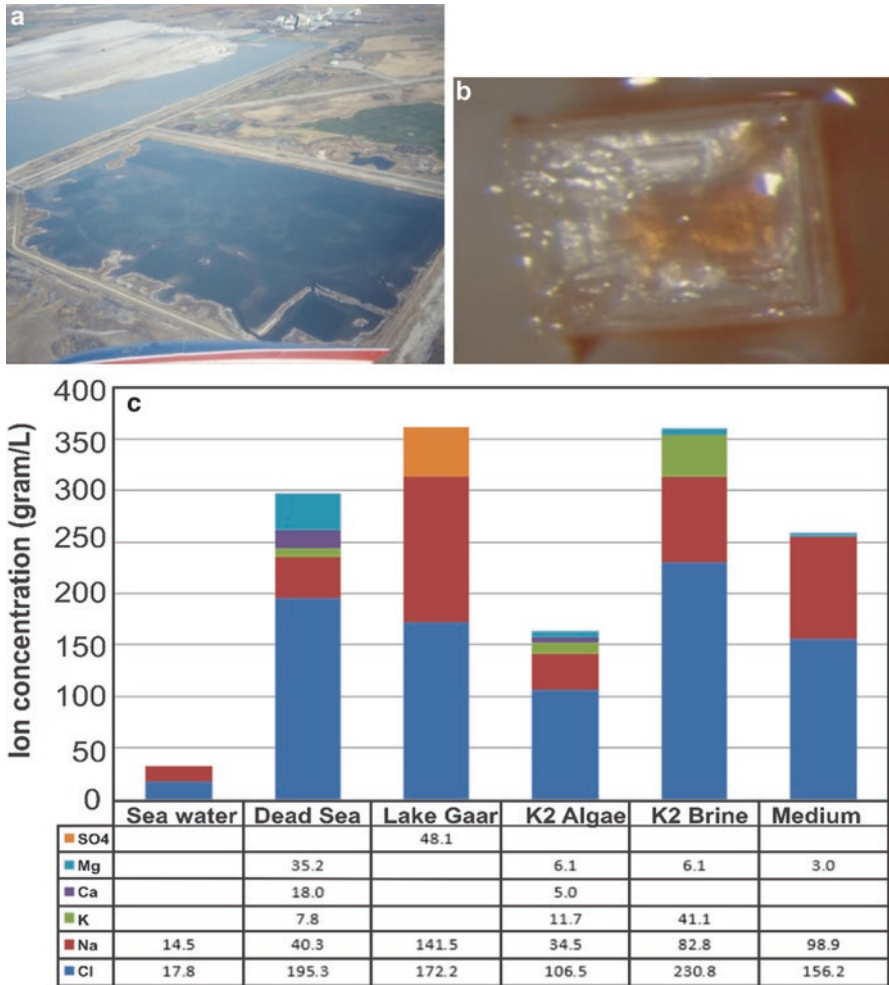 a
b
c
Ion concentration (gram/L)
400
350
300
250
200
150
100
50
0
Sea water Dead Sea Lake Gaar K2 Algae K2 Brine Medium
SO4 48.1
Mg 35.2 6.1 6.1 3.0
Ca 18.0 5.0
K 7.8 11.7 41.1
Na 14.5 40.3 141.5 34.5 82.8 98.9
Cl 17.8 195.3 172.2 106.5 230.8 156.2